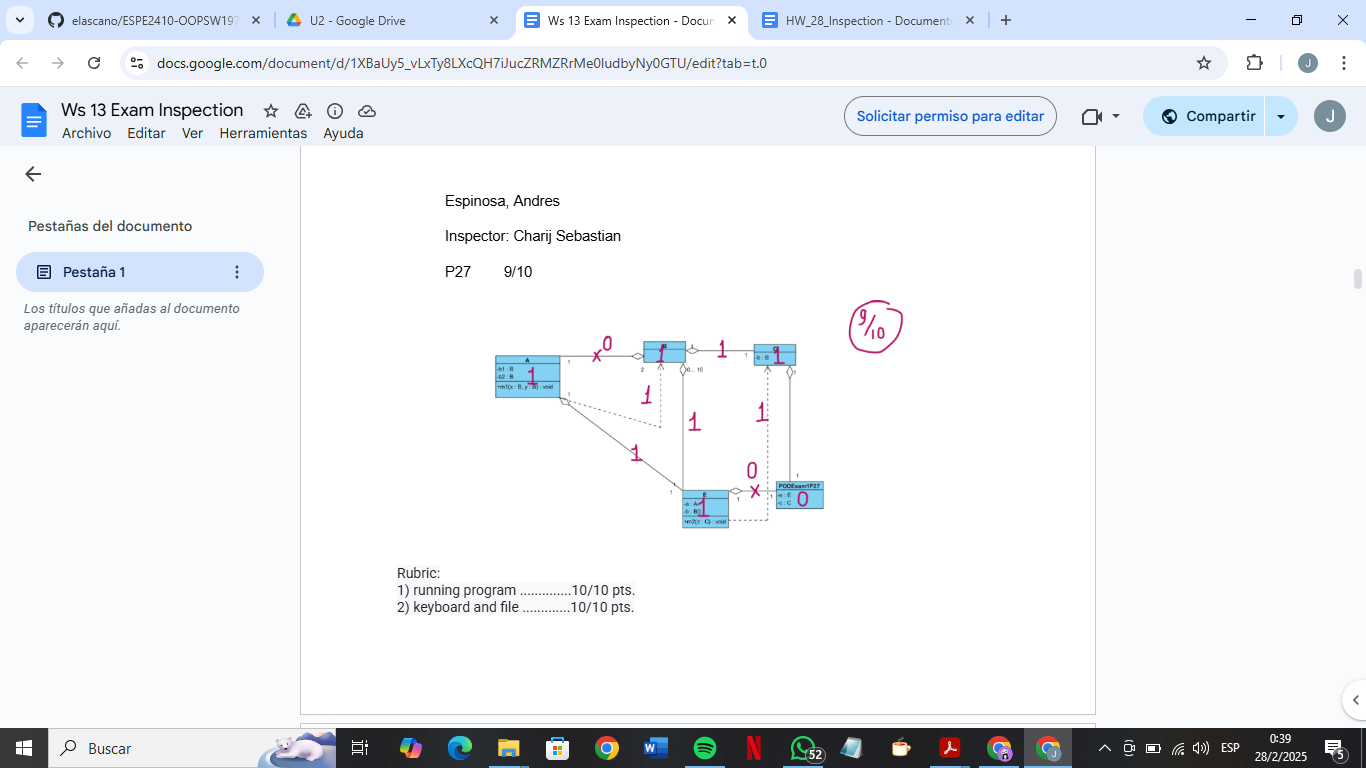 elascano/ESPE2410-OOPSW197
U2 - Google Drive
Ws 13 Exam Inspection - Docun
HW_28_Inspection - Documento
docs.google.com/document/d/1XBaUy5_vLxTy8LXcQH7iJucZRMZRrMe0ludbyNy0GTU/edit?tab=t.0
J
Ws 13 Exam Inspection
Archivo Editar Ver Herramientas Ayuda
Solicitar permiso para editar
Compartir
J
Pestañas del documento
Pestaña 1
Los títulos que añadas al documento
aparecerán aquí.
Espinosa, Andres
Inspector: Charij Sebastian
P27 9/10
9/10
A
-b1 : B
-b2 : B
+m1(x : B, y : B) : void
1
1
x 0
2
1
1
1
1
-b : B
1
1
1
0.. 10
1
1
1
1
1
1
E
-a : A
-b : B[]
+m2(z : C) : void
1
0
x
1
1
1
PODExam1P27
-e : E
-c : C
0
Rubric:
1) running program ..............10/10 pts.
2) keyboard and file .............10/10 pts.
Buscar
52
ESP
0:39
28/2/2025
5